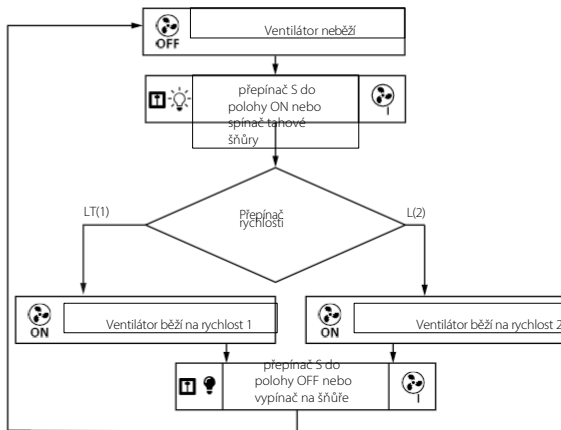 OFF
Ventilátor neběží
přepínač S do
polohy ON nebo
spínač tahové
šňůry
I
Přepínač
rychlosti
LT(1)
L(2)
ON
Ventilátor běží na rychlost 1
ON
Ventilátor běží na rychlost 2
přepínač S do
polohy OFF nebo
vypínač na šňůře
I